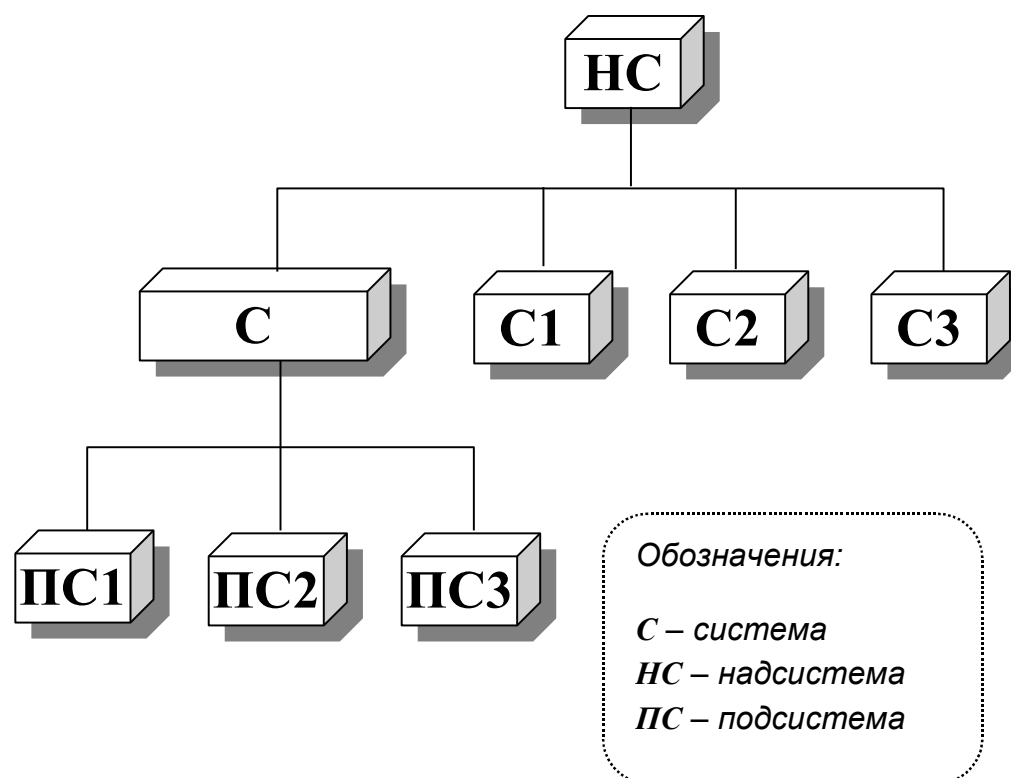 НС
С
С1
С2
С3
ПС1
ПС2
ПС3
Обозначения:
С – система
НС – надсистема
ПС – подсистема